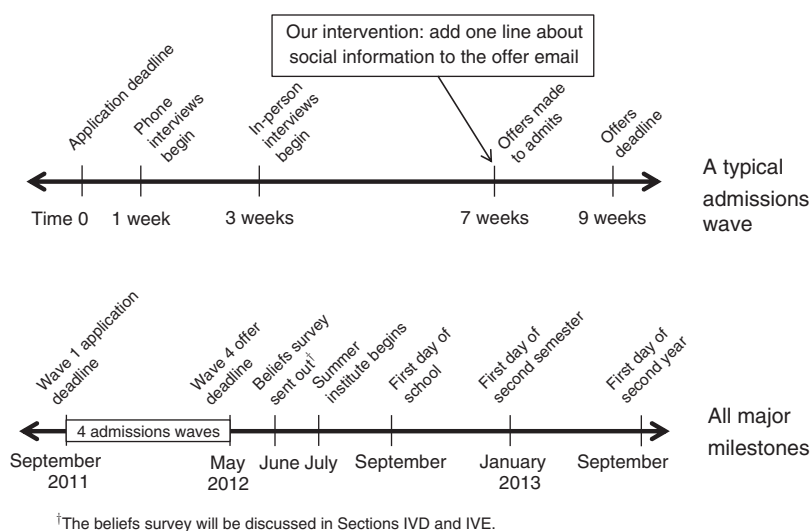 Our intervention: add one line about
social information to the offer email
Application deadline
Phone
interviews
begin
In-person
interviews
begin
Offers made
to admits
Offers
deadline
Time 0
1 week
3 weeks
7 weeks
9 weeks
A typical
admissions
wave
Wave 1 application
deadline
Wave 4 offer
deadline
Beliefs survey
sent out†
Summer
institute begins
First day of
school
First day of
second semester
First day of
second year
4 admissions waves
September
2011
May
2012
June
July
September
January
2013
September
All major
milestones
†The beliefs survey will be discussed in Sections IVD and IVE.